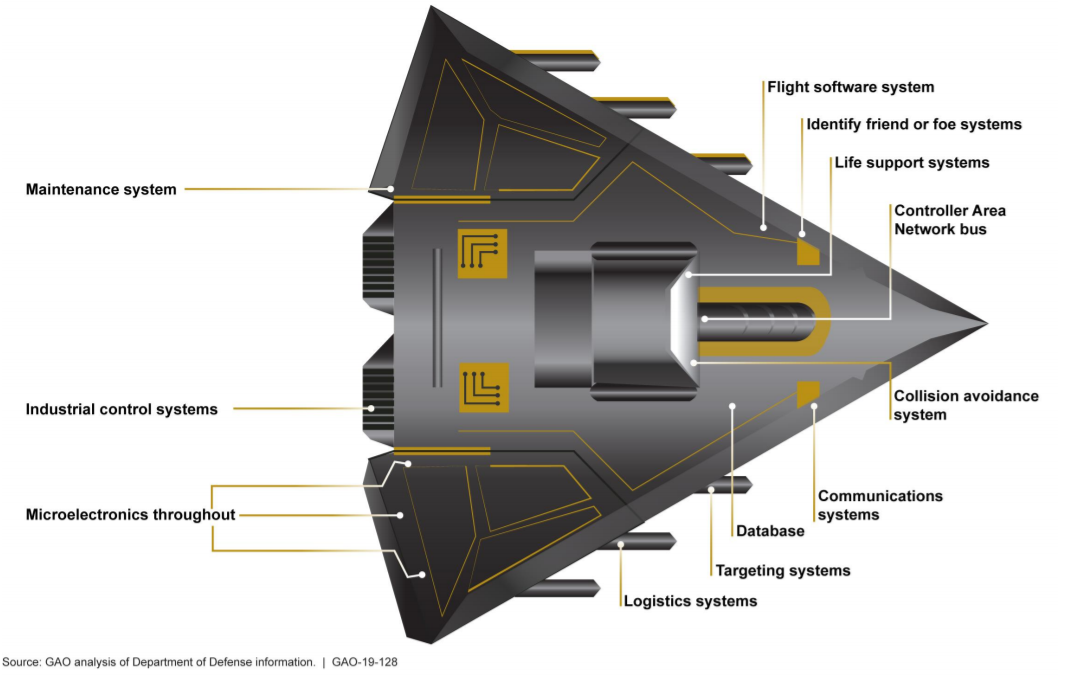 Flight software system
Identify friend or foe systems
Life support systems
Maintenance system
Controller Area
Network bus
Industrial control systems
Collision avoidance
system
Microelectronics throughout
Communications
systems
Database
Targeting systems
Logistics systems
Source: GAO analysis of Department of Defense information. | GAO-19-128